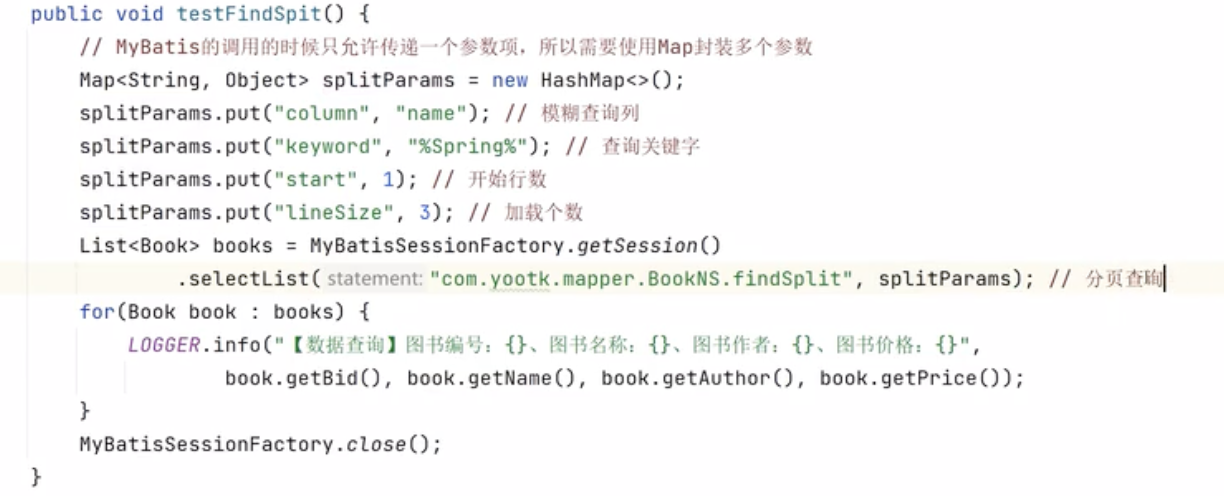 public void testFindSpit() {
    // MyBatis的调用的时候只允许传递一个参数项，所以需要使用Map封装多个参数
    Map<String, Object> splitParams = new HashMap<>();
    splitParams.put("column", "name"); // 模糊查询列
    splitParams.put("keyword", "%Spring%"); // 查询关键字
    splitParams.put("start", 1); // 开始行数
    splitParams.put("lineSize", 3); // 加载个数
    List<Book> books = MyBatisSessionFactory.getSession()
            .selectList( statement: "com.yootk.mapper.BookNS.findSplit", splitParams); // 分页查询
    for(Book book : books) {
        LOGGER.info("【数据查询】图书编号：{}、图书名称：{}、图书作者：{}、图书价格：{}",
                book.getBid(), book.getName(), book.getAuthor(), book.getPrice());
    }
    MyBatisSessionFactory.close();
}